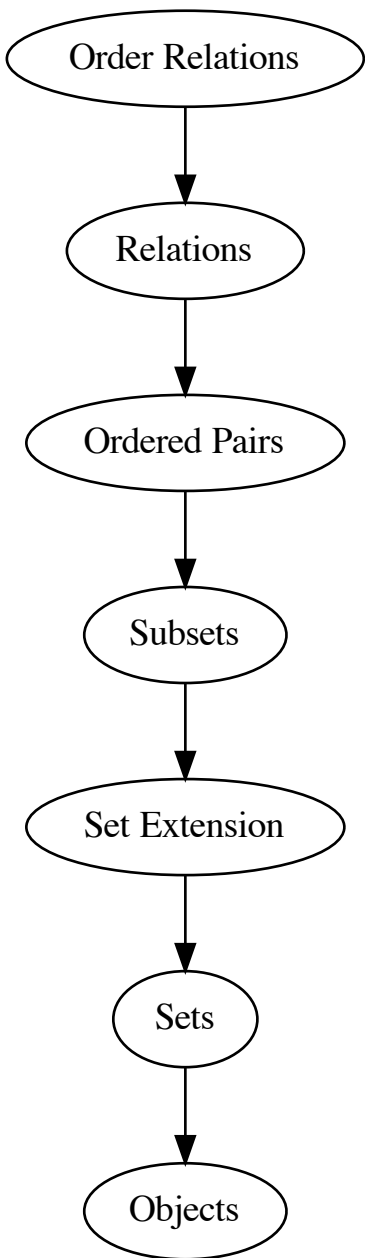 Order Relations
Relations
Ordered Pairs
Subsets
Set Extension
Sets
Objects